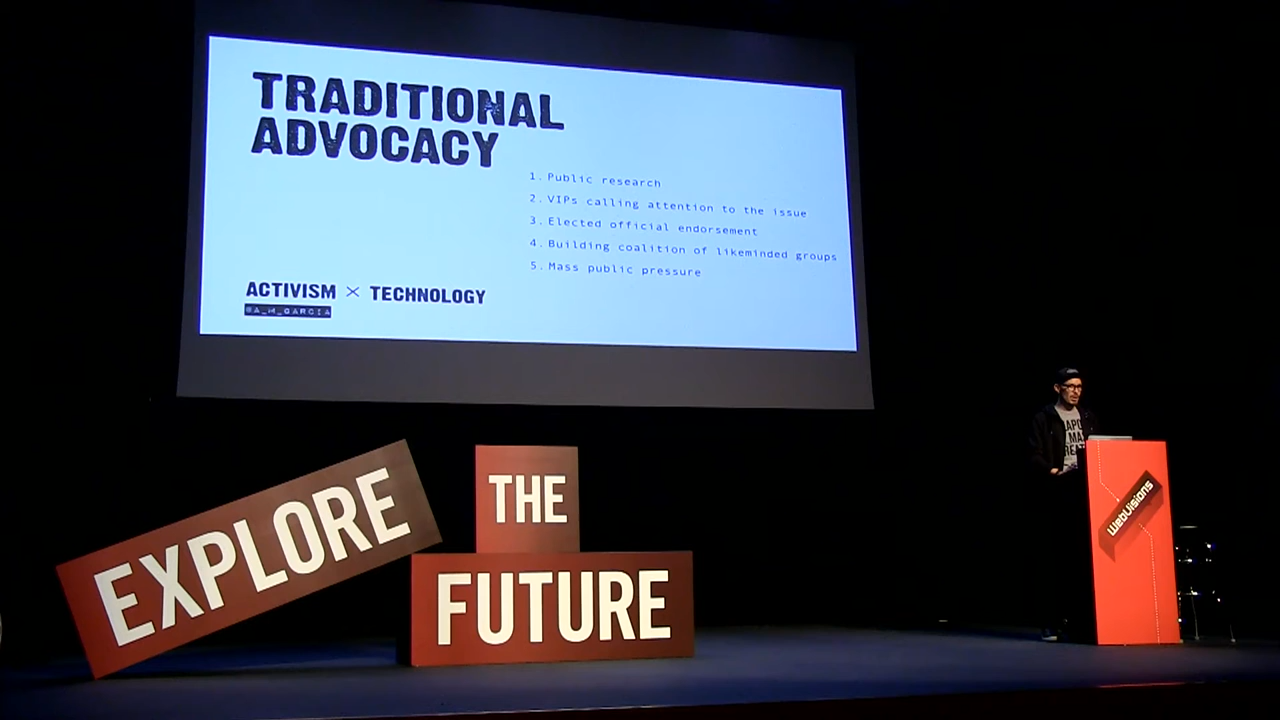 TRADITIONAL
ADVOCACY
1. Public research
2. VIPs calling attention to the issue
3. Elected official endorsement
4. Building coalition of likeminded groups
5. Mass public pressure
ACTIVISM × TECHNOLOGY
@A_M_GARCIA
EXPLORE
THE
FUTURE
WebVisions